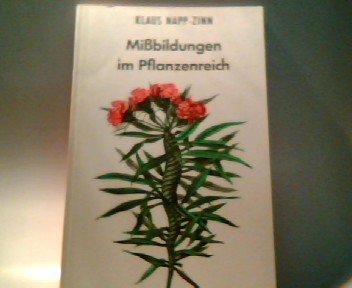 KLAUS NAPP-ZINN
Mißbildungen
im Pflanzenreich